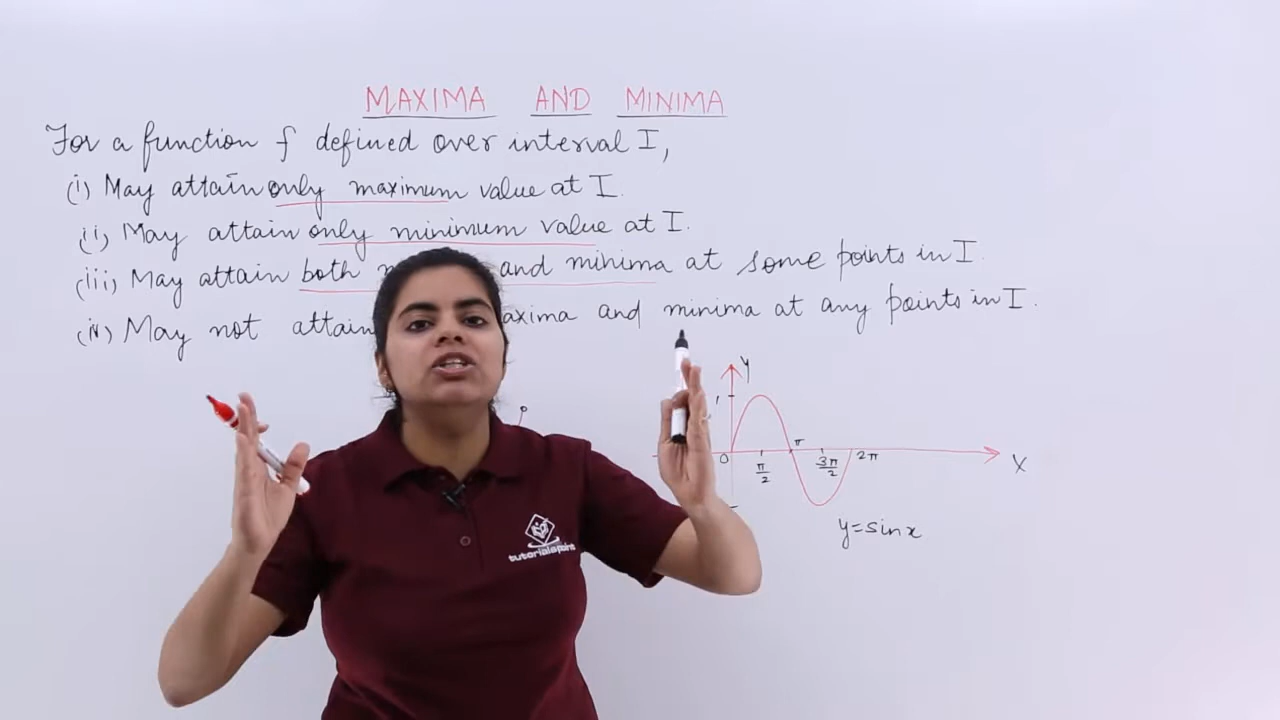 MAXIMA AND MINIMA
For a function f defined over interval I,
(i) May attain only maximum value at I.
(ii) May attain only minimum value at I.
(iii) May attain both and minima at some points in I.
(iv) May not attain and minima at any points in I.
Y
1
0
π/2
π
3π/2
2π
X
y=sinx
tutorialspoint